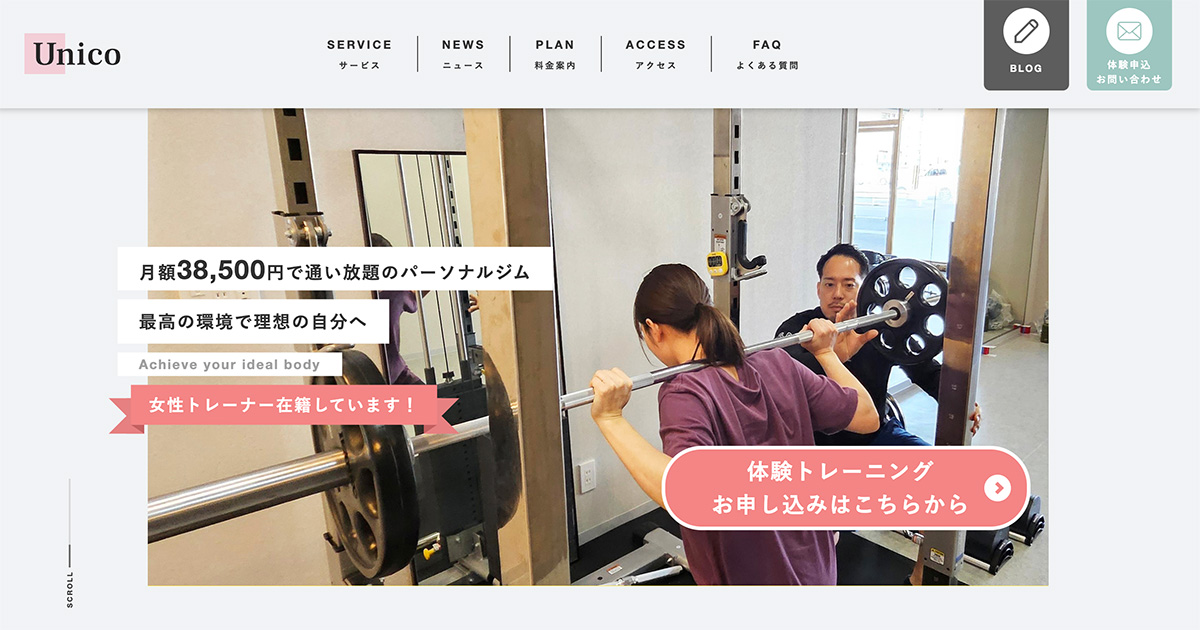 Unico
SERVICE
サービス
NEWS
ニュース
PLAN
料金案内
ACCESS
アクセス
FAQ
よくある質問
BLOG
体験申込
お問い合わせ
月額38,500円で通い放題のパーソナルジム
最高の環境で理想の自分へ
Achieve your ideal body
女性トレーナー在籍しています！
体験トレーニング
お申し込みはこちらから
SCROLL